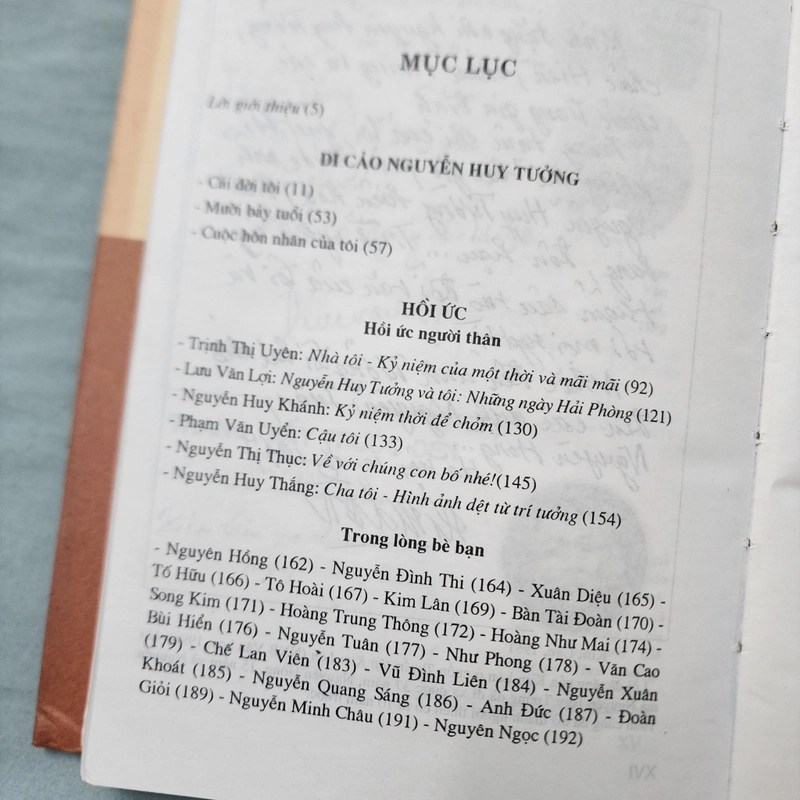 MỤC LỤC
Lời giới thiệu (5)
DI CẢO NGUYỄN HUY TƯỞNG
- Cái đời tôi (11)
- Mười bảy tuổi (53)
- Cuộc hôn nhân của tôi (57)
HỒI ỨC
Hồi ức người thân
- Trịnh Thị Uyên: Nhà tôi - Kỷ niệm của một thời và mãi mãi (92)
- Lưu Văn Lợi: Nguyễn Huy Tưởng và tôi: Những ngày Hải Phòng (121)
- Nguyễn Huy Khánh: Kỷ niệm thời để chỏm (130)
- Phạm Văn Uyển: Cậu tôi (133)
- Nguyễn Thị Thục: Về với chúng con bố nhé!(145)
- Nguyễn Huy Thắng: Cha tôi - Hình ảnh dệt từ trí tưởng (154)
Trong lòng bè bạn
- Nguyên Hồng (162) - Nguyễn Đình Thi (164) - Xuân Diệu (165) -
Tố Hữu (166) - Tô Hoài (167) - Kim Lân (169) - Bàn Tài Đoàn (170) -
Song Kim (171) - Hoàng Trung Thông (172) - Hoàng Như Mai (174) -
Bùi Hiển (176) - Nguyễn Tuân (177) - Như Phong (178) - Văn Cao
(179) - Chế Lan Viên (183) - Vũ Đình Liên (184) - Nguyễn Xuân
Khoát (185) - Nguyễn Quang Sáng (186) - Anh Đức (187) - Đoàn
Giỏi (189) - Nguyễn Minh Châu (191) - Nguyên Ngọc (192)